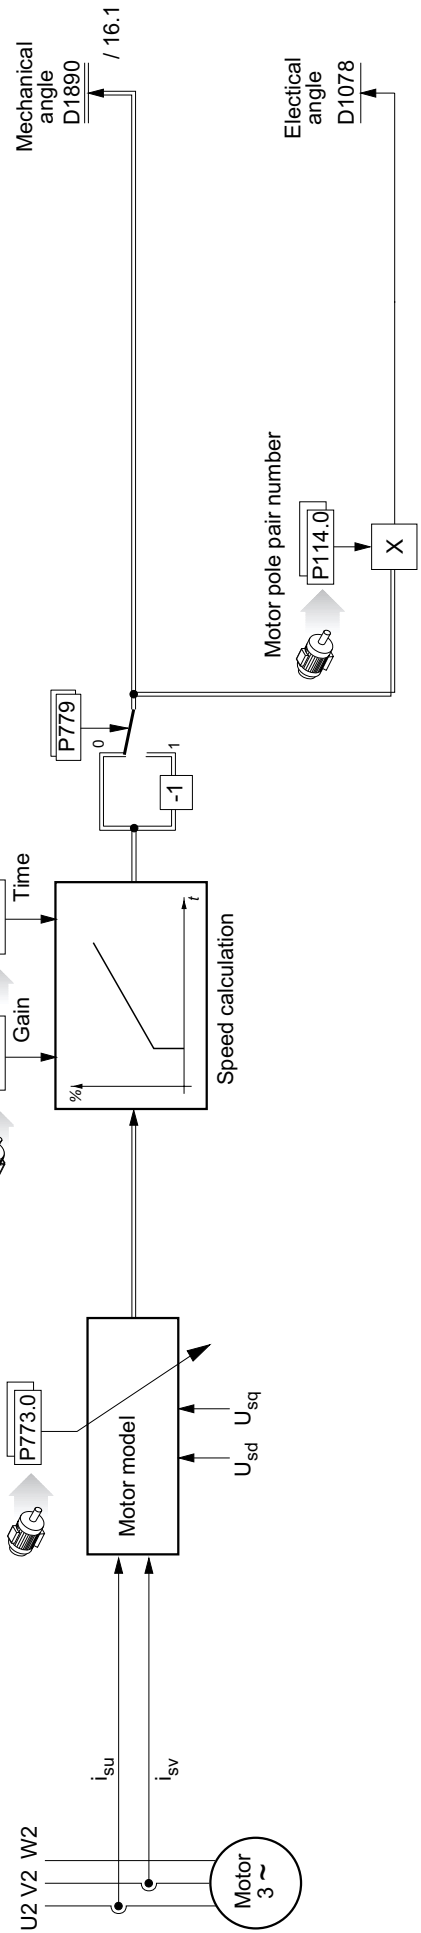 U2 V2 W2
Motor
3 ~
isu
isv
P773.0
Motor model
Usd
Usq
Gain
Time
%
t
Speed calculation
P779
0
1
-1
Motor pole pair number
P114.0
X
Mechanical
angle
D1890
/ 16.1
Electical
angle
D1078